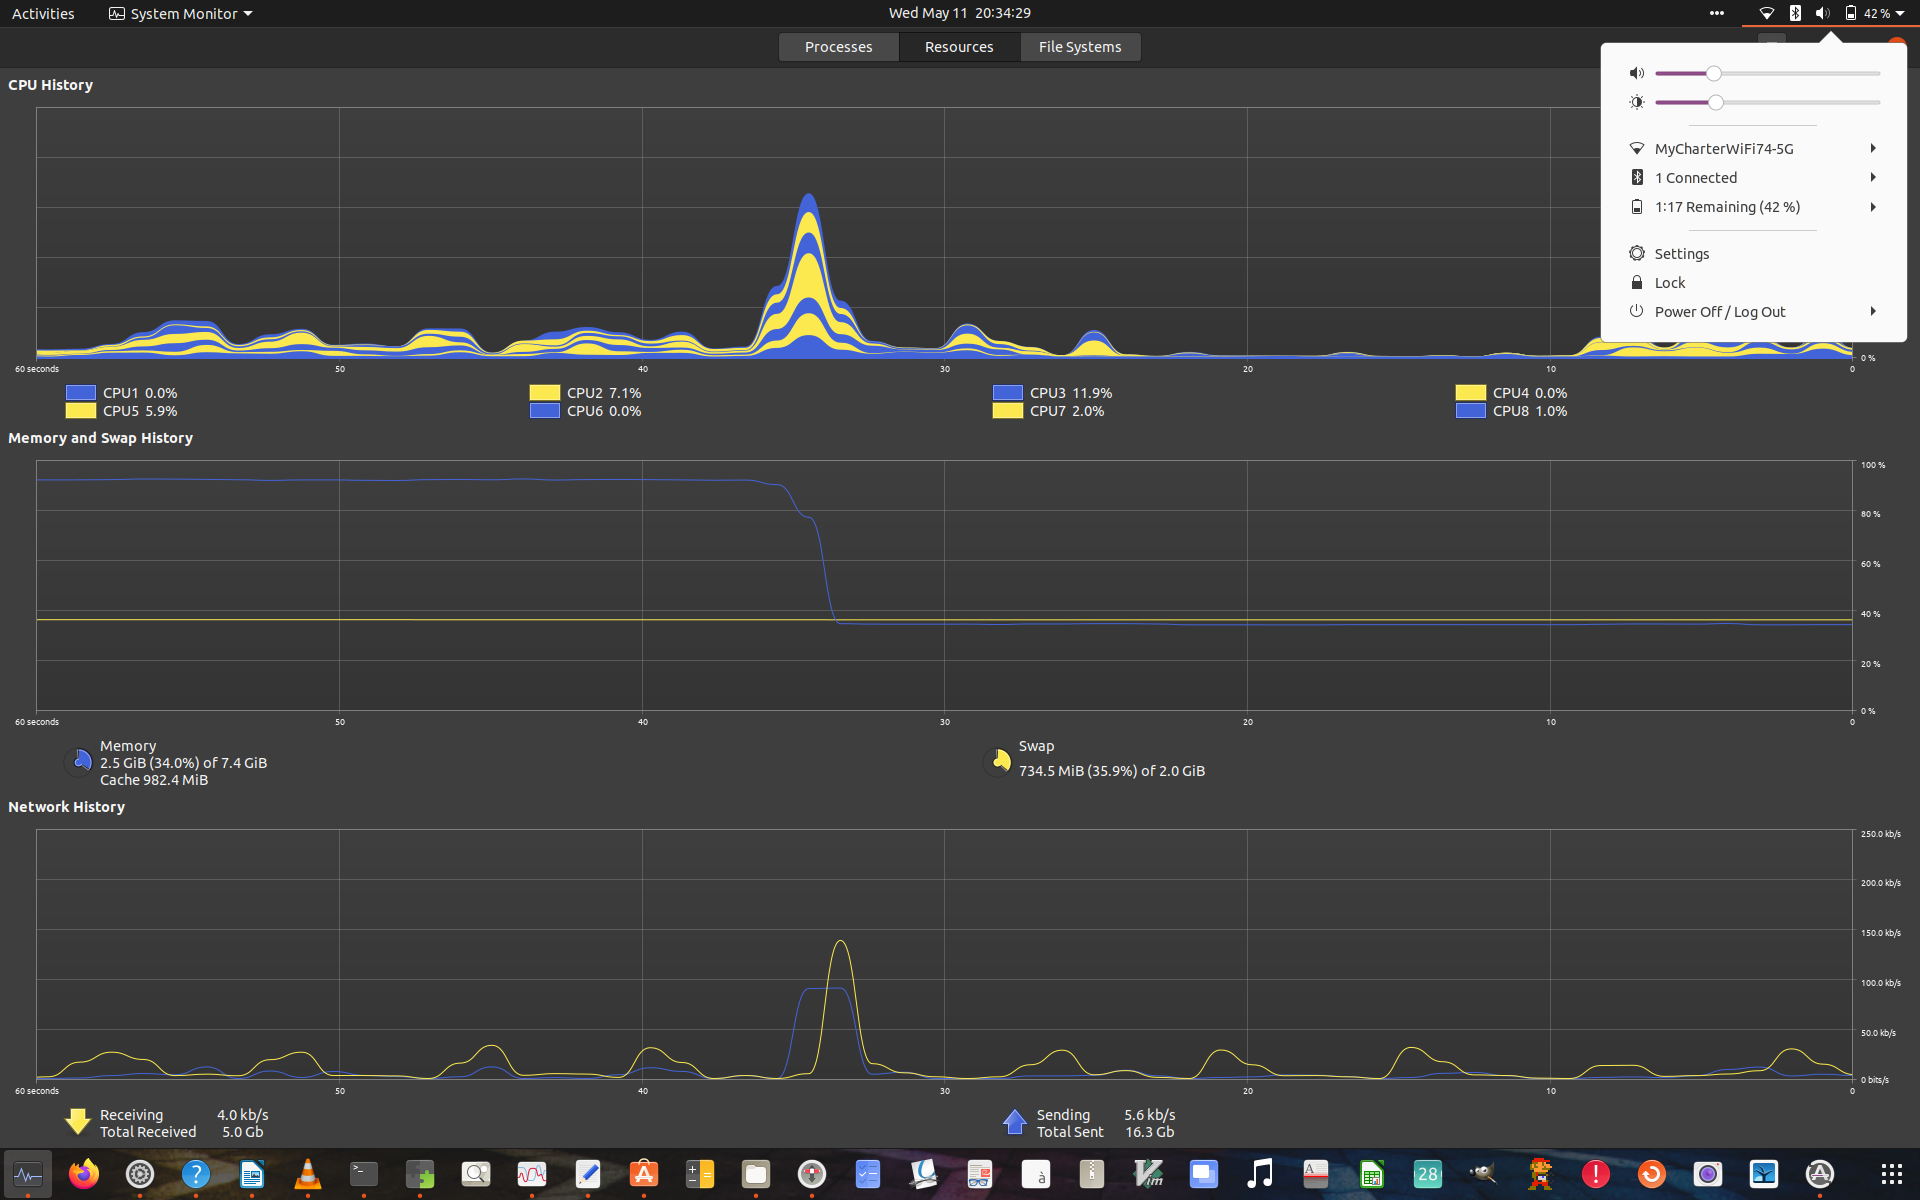 Activities
System Monitor
Wed May 11 20:34:29
42 %
Processes
Resources
File Systems
MyCharterWiFi74-5G
1 Connected
1:17 Remaining (42 %)
Settings
Lock
Power Off / Log Out
CPU History
0 %
60 seconds 50 40 30 20 10 0
CPU1 0.0% CPU2 7.1% CPU3 11.9% CPU4 0.0%
CPU5 5.9% CPU6 0.0% CPU7 2.0% CPU8 1.0%
Memory and Swap History
100 %
80 %
60 %
40 %
20 %
0 %
60 seconds 50 40 30 20 10 0
Memory
2.5 GiB (34.0%) of 7.4 GiB
Cache 982.4 MiB
Swap
734.5 MiB (35.9%) of 2.0 GiB
Network History
250.0 kb/s
200.0 kb/s
150.0 kb/s
100.0 kb/s
50.0 kb/s
0 bits/s
60 seconds 50 40 30 20 10 0
Receiving 4.0 kb/s
Total Received 5.0 Gb
Sending 5.6 kb/s
Total Sent 16.3 Gb
?
>_
à
Vim
A
28
!